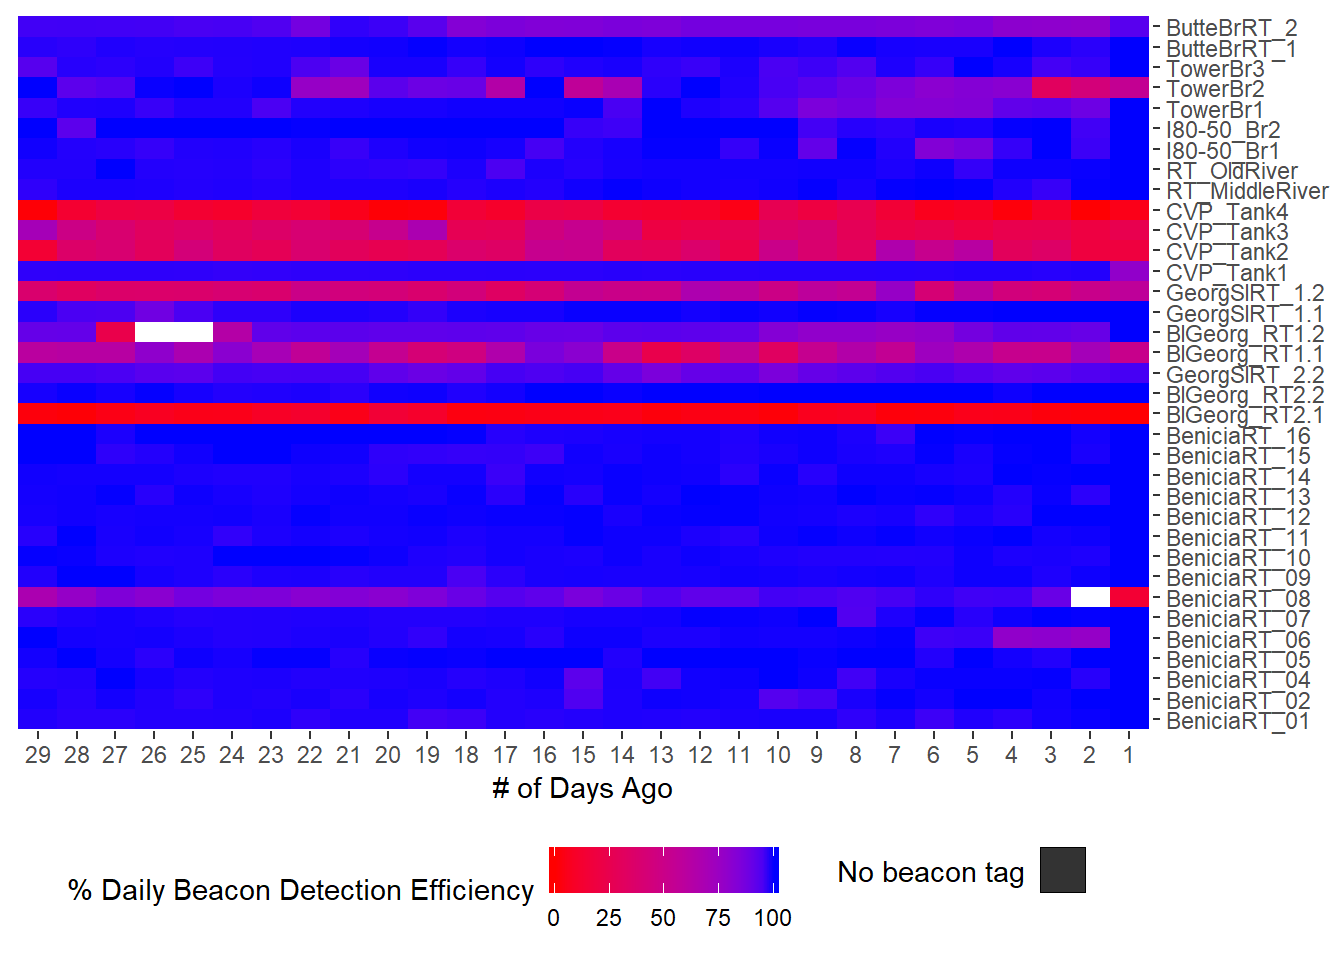 ButteBrRT_2
ButteBrRT_1
TowerBr3
TowerBr2
TowerBr1
I80-50_Br2
I80-50_Br1
RT_OldRiver
RT_MiddleRiver
CVP_Tank4
CVP_Tank3
CVP_Tank2
CVP_Tank1
GeorgSlRT_1.2
GeorgSlRT_1.1
BlGeorg_RT1.2
BlGeorg_RT1.1
GeorgSlRT_2.2
BlGeorg_RT2.2
BlGeorg_RT2.1
BeniciaRT_16
BeniciaRT_15
BeniciaRT_14
BeniciaRT_13
BeniciaRT_12
BeniciaRT_11
BeniciaRT_10
BeniciaRT_09
BeniciaRT_08
BeniciaRT_07
BeniciaRT_06
BeniciaRT_05
BeniciaRT_04
BeniciaRT_02
BeniciaRT_01
29 28 27 26 25 24 23 22 21 20 19 18 17 16 15 14 13 12 11 10 9 8 7 6 5 4 3 2 1
# of Days Ago
% Daily Beacon Detection Efficiency
0 25 50 75 100
No beacon tag